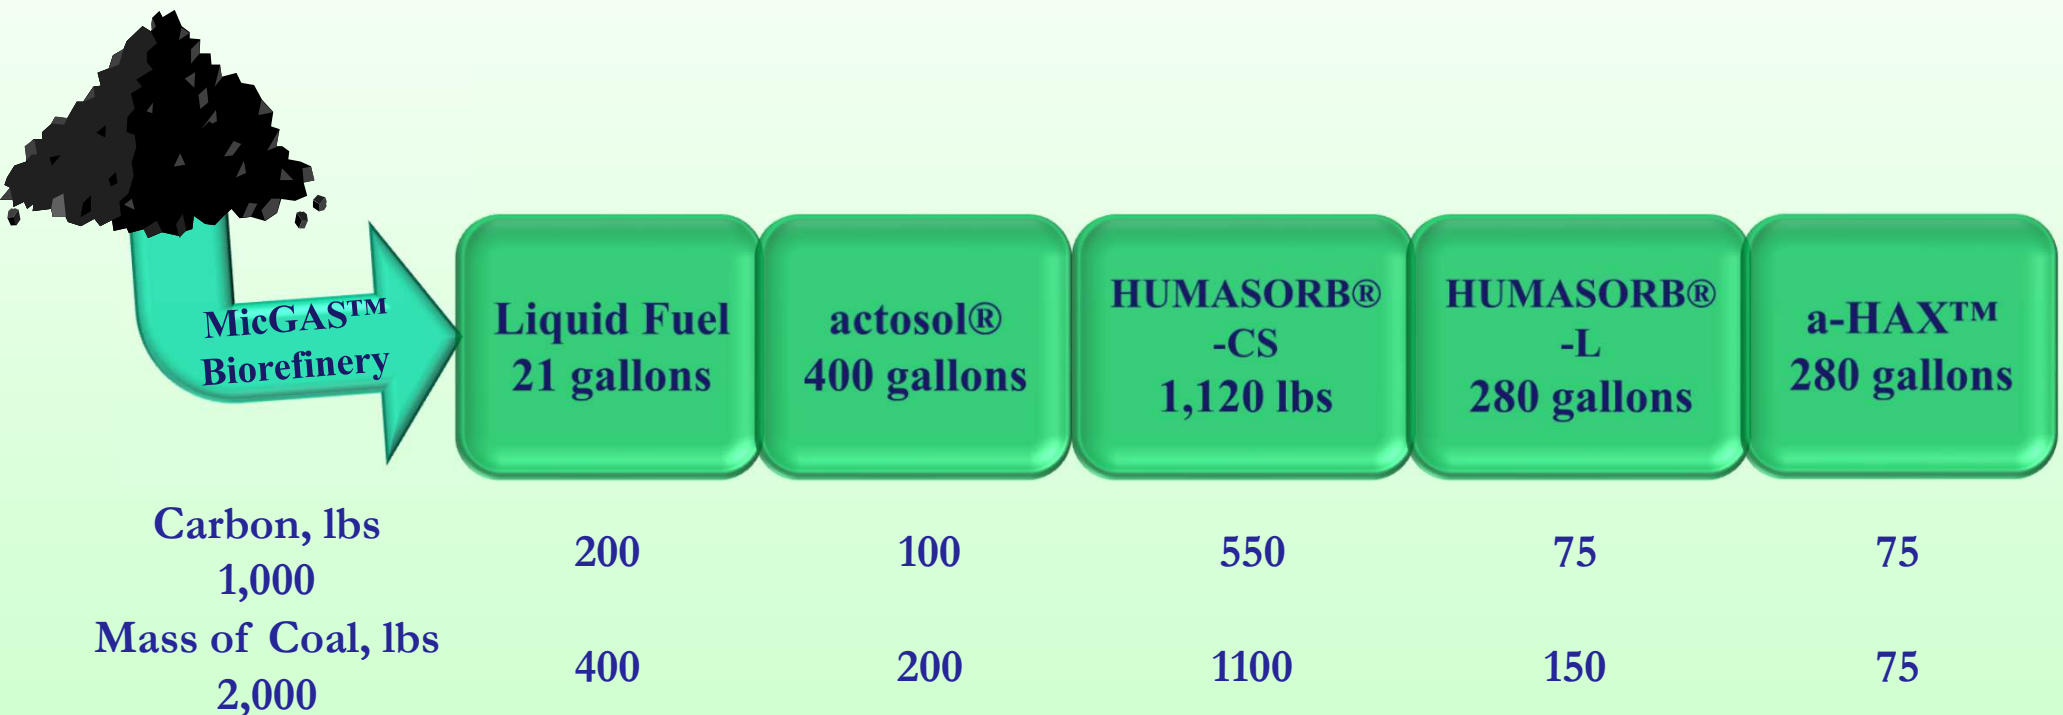 MicGAS™
Biorefinery
Liquid Fuel
21 gallons
actosol®
400 gallons
HUMASORB®
-CS
1,120 lbs
HUMASORB®
-L
280 gallons
a-HAX™
280 gallons
Carbon, lbs
1,000
200
100
550
75
75
Mass of Coal, lbs
2,000
400
200
1100
150
75